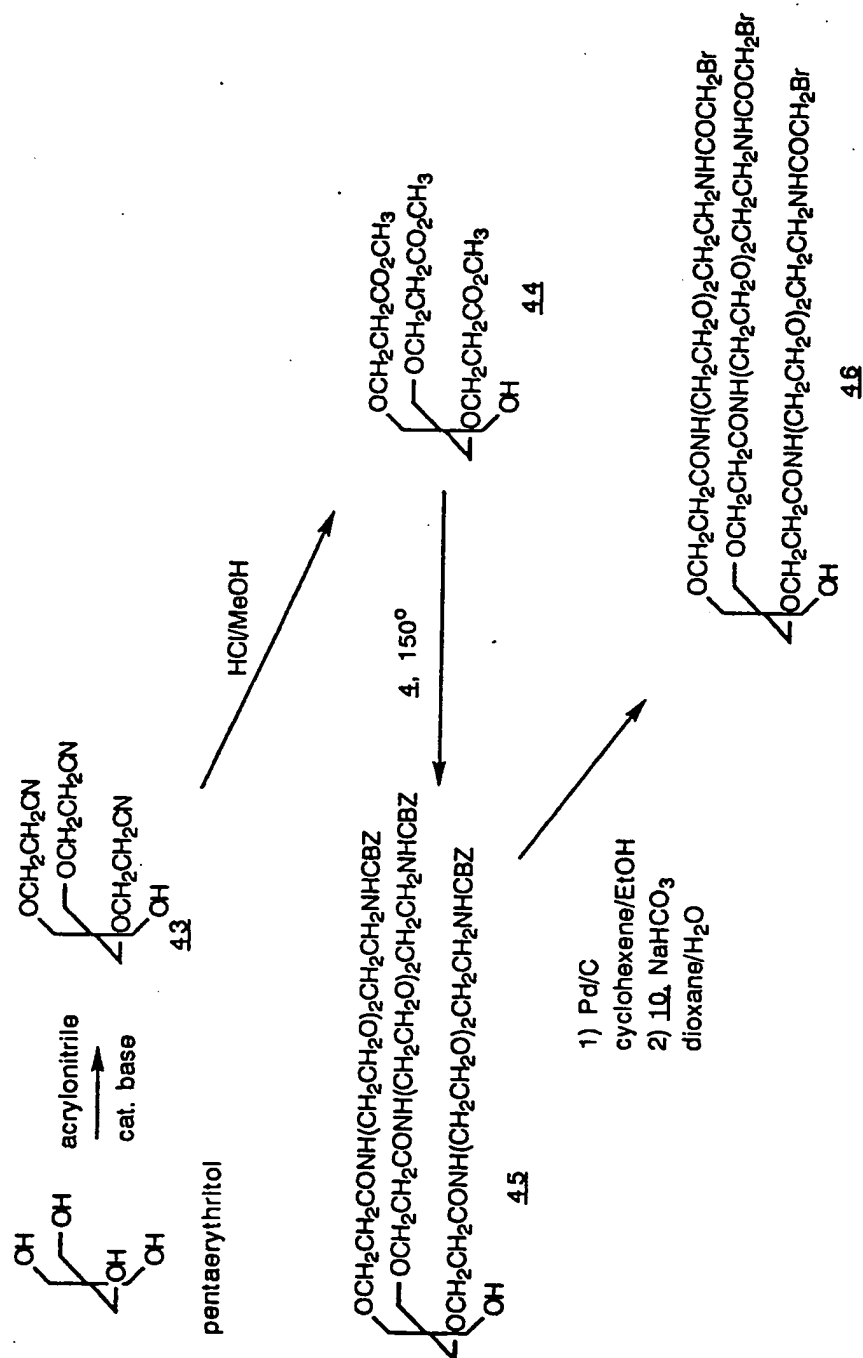 OH
OH
OH
OH
pentaerythritol
acrylonitrile
cat. base
OCH2CH2CN
OCH2CH2CN
OCH2CH2CN
OH
43
HCl/MeOH
OCH2CH2CO2CH3
OCH2CH2CO2CH3
OCH2CH2CO2CH3
OH
44
4, 150°
OCH2CH2CONH(CH2CH2O)2CH2CH2NHCBZ
OCH2CH2CONH(CH2CH2O)2CH2CH2NHCBZ
OCH2CH2CONH(CH2CH2O)2CH2CH2NHCBZ
OH
45
1) Pd/C
cyclohexene/EtOH
2) 10, NaHCO3
dioxane/H2O
OCH2CH2CONH(CH2CH2O)2CH2CH2NHCOCH2Br
OCH2CH2CONH(CH2CH2O)2CH2CH2NHCOCH2Br
OCH2CH2CONH(CH2CH2O)2CH2CH2NHCOCH2Br
OH
46